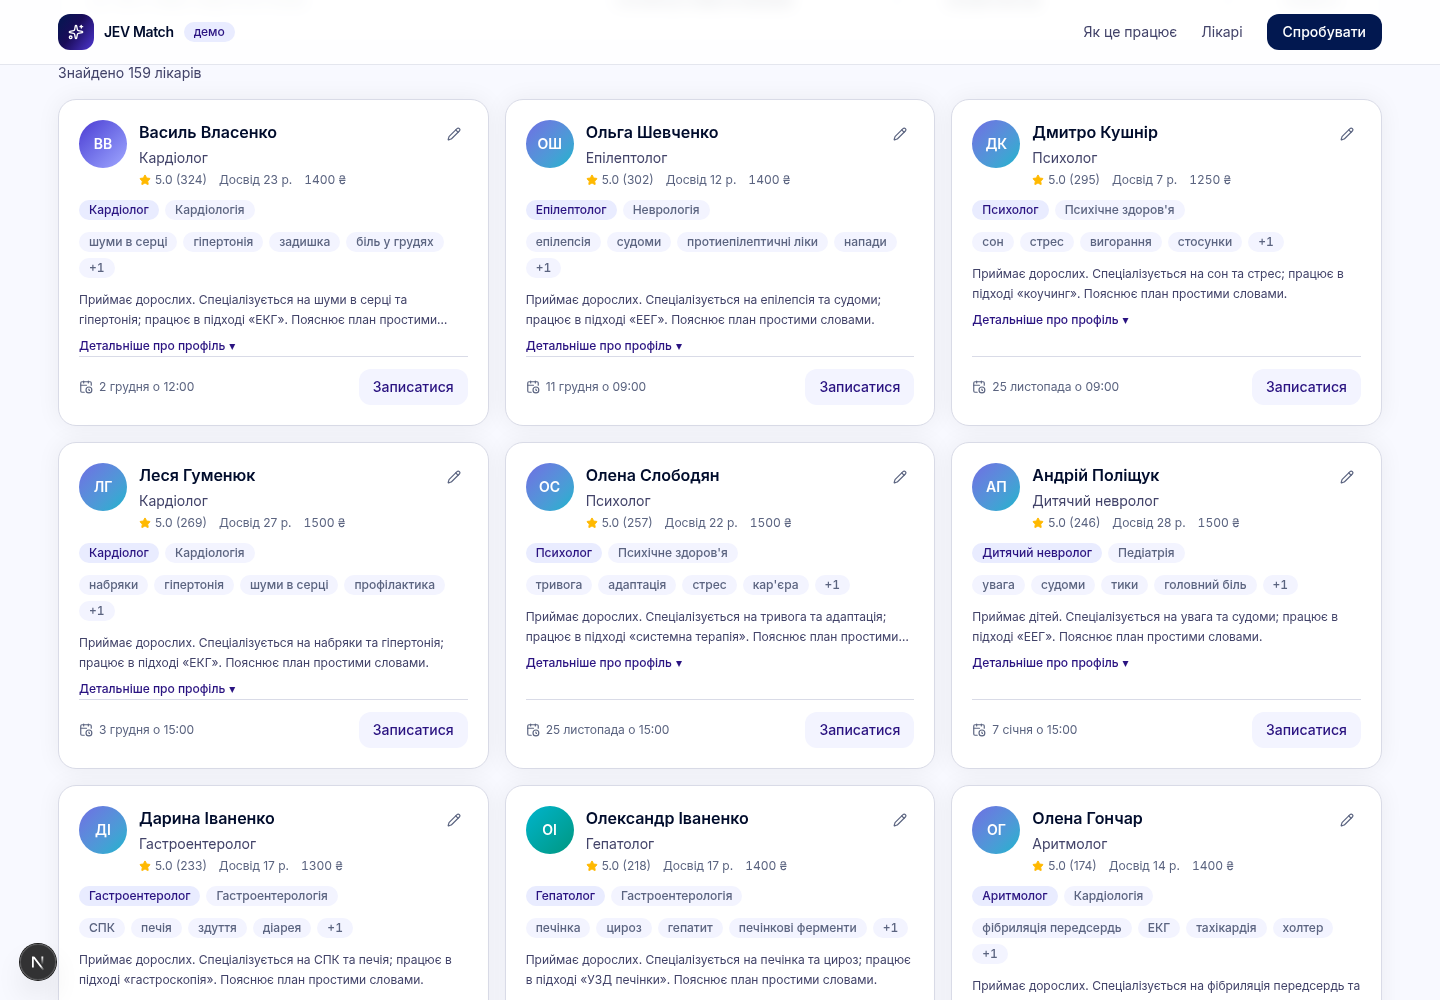 JEV Match
демо
Як це працює
Лікарі
Спробувати
Знайдено 159 лікарів
ВВ
Василь Власенко
Кардіолог
5.0 (324) Досвід 23 р. 1400 ₴
Кардіолог Кардіологія
шуми в серці гіпертонія задишка біль у грудях
+1
Приймає дорослих. Спеціалізується на шуми в серці та
гіпертонія; працює в підході «ЕКГ». Пояснює план простими...
Детальніше про профіль ▾
2 грудня о 12:00
Записатися
ОШ
Ольга Шевченко
Епілептолог
5.0 (302) Досвід 12 р. 1400 ₴
Епілептолог Неврологія
епілепсія судоми протиепілептичні ліки напади
+1
Приймає дорослих. Спеціалізується на епілепсія та судоми;
працює в підході «ЕЕГ». Пояснює план простими словами.
Детальніше про профіль ▾
11 грудня о 09:00
Записатися
ДК
Дмитро Кушнір
Психолог
5.0 (295) Досвід 7 р. 1250 ₴
Психолог Психічне здоров'я
сон стрес вигорання стосунки +1
Приймає дорослих. Спеціалізується на сон та стрес; працює в
підході «коучинг». Пояснює план простими словами.
Детальніше про профіль ▾
25 листопада о 09:00
Записатися
ЛГ
Леся Гуменюк
Кардіолог
5.0 (269) Досвід 27 р. 1500 ₴
Кардіолог Кардіологія
набряки гіпертонія шуми в серці профілактика
+1
Приймає дорослих. Спеціалізується на набряки та гіпертонія;
працює в підході «ЕКГ». Пояснює план простими словами.
Детальніше про профіль ▾
3 грудня о 15:00
Записатися
ОС
Олена Слободян
Психолог
5.0 (257) Досвід 22 р. 1500 ₴
Психолог Психічне здоров'я
тривога адаптація стрес кар'єра +1
Приймає дорослих. Спеціалізується на тривога та адаптація;
працює в підході «системна терапія». Пояснює план простими...
Детальніше про профіль ▾
25 листопада о 15:00
Записатися
АП
Андрій Поліщук
Дитячий невролог
5.0 (246) Досвід 28 р. 1500 ₴
Дитячий невролог Педіатрія
увага судоми тики головний біль +1
Приймає дітей. Спеціалізується на увага та судоми; працює в
підході «ЕЕГ». Пояснює план простими словами.
Детальніше про профіль ▾
7 січня о 15:00
Записатися
ДІ
Дарина Іваненко
Гастроентеролог
5.0 (233) Досвід 17 р. 1300 ₴
Гастроентеролог Гастроентерологія
СПК печія здуття діарея +1
Приймає дорослих. Спеціалізується на СПК та печія; працює в
підході «гастроскопія». Пояснює план простими словами.
ОІ
Олександр Іваненко
Гепатолог
5.0 (218) Досвід 17 р. 1400 ₴
Гепатолог Гастроентерологія
печінка цироз гепатит печінкові ферменти +1
Приймає дорослих. Спеціалізується на печінка та цироз; працює
в підході «УЗД печінки». Пояснює план простими словами.
ОГ
Олена Гончар
Аритмолог
5.0 (174) Досвід 14 р. 1400 ₴
Аритмолог Кардіологія
фібриляція передсердь ЕКГ тахікардія холтер
+1
Приймає дорослих. Спеціалізується на фібриляція передсердь та
N